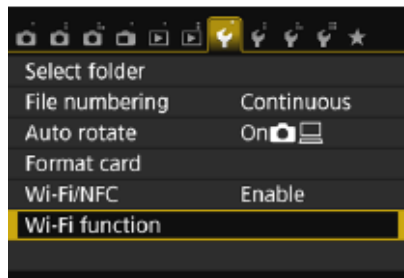 Select folder
File numbering Continuous
Auto rotate On
Format card
Wi-Fi/NFC Enable
Wi-Fi function